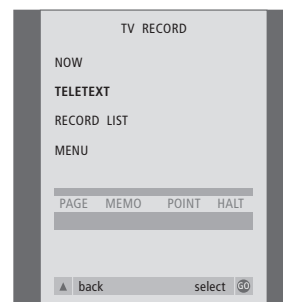 TV RECORD
NOW
TELETEXT
RECORD LIST
MENU
PAGE MEMO POINT HALT
▲ back select GO